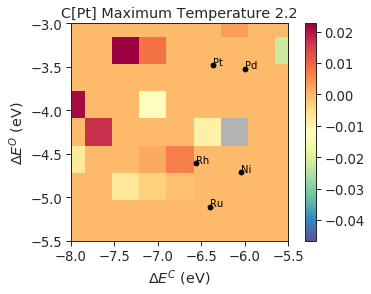 C[Pt] Maximum Temperature 2.2
−3.0
−3.5
−4.0
−4.5
−5.0
−5.5
ΔE^O (eV)
Pt
Pd
Rh
Ni
Ru
−8.0 −7.5 −7.0 −6.5 −6.0 −5.5
ΔE^C (eV)
0.02
0.01
0.00
−0.01
−0.02
−0.03
−0.04